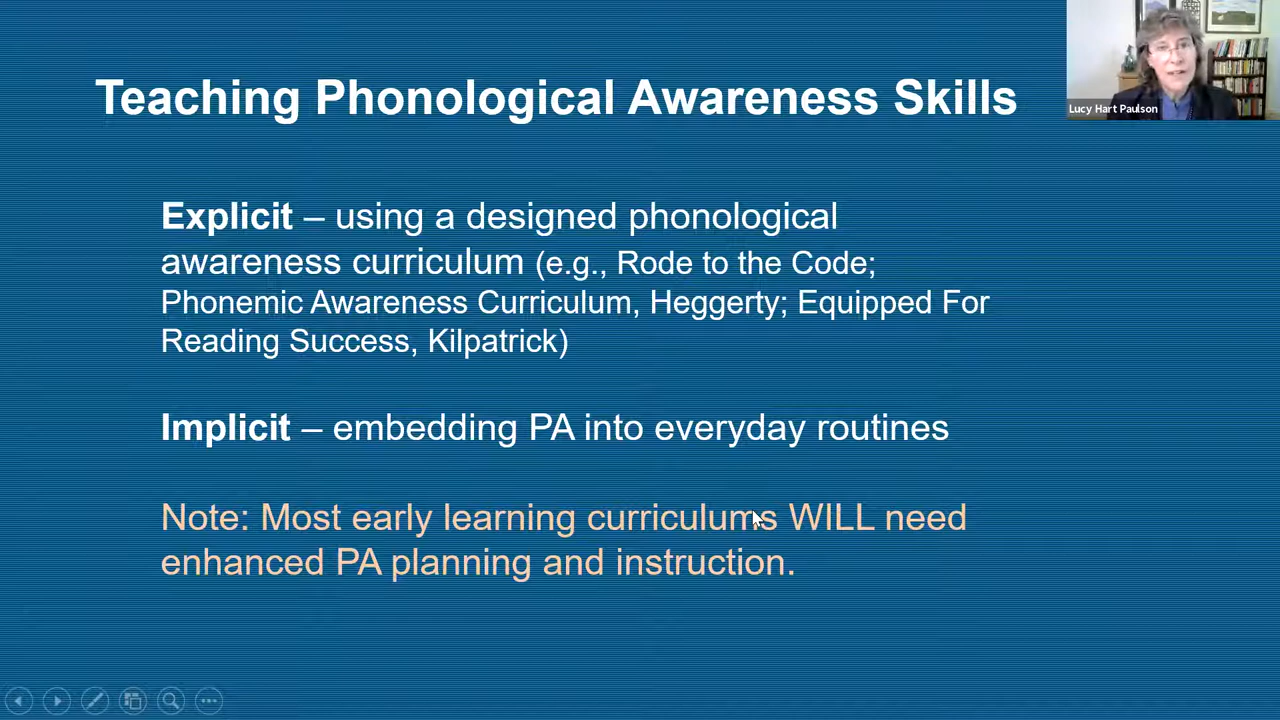 Teaching Phonological Awareness Skills
Lucy Hart Paulson
Explicit – using a designed phonological
awareness curriculum (e.g., Rode to the Code;
Phonemic Awareness Curriculum, Heggerty; Equipped For
Reading Success, Kilpatrick)
Implicit – embedding PA into everyday routines
Note: Most early learning curriculums WILL need
enhanced PA planning and instruction.